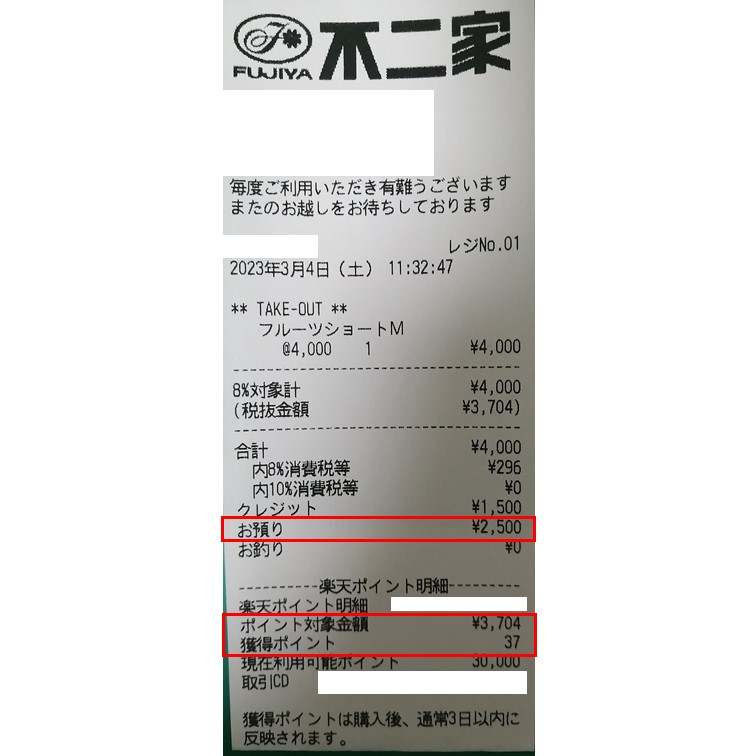 FUJIYA 不二家
毎度ご利用いただき有難うございます
またのお越しをお待ちしております
レジNo.01
2023年3月4日（土） 11:32:47
** TAKE-OUT **
フルーツショートM
@4,000 1 ¥4,000
8%対象計 ¥4,000
(税抜金額 ¥3,704)
合計 ¥4,000
内8%消費税等 ¥296
内10%消費税等 ¥0
クレジット ¥1,500
お預り ¥2,500
お釣り ¥0
----------楽天ポイント明細----------
楽天ポイント明細
ポイント対象金額 ¥3,704
獲得ポイント 37
現在利用可能ポイント 30,000
取引CD
獲得ポイントは購入後、通常3日以内に
反映されます。